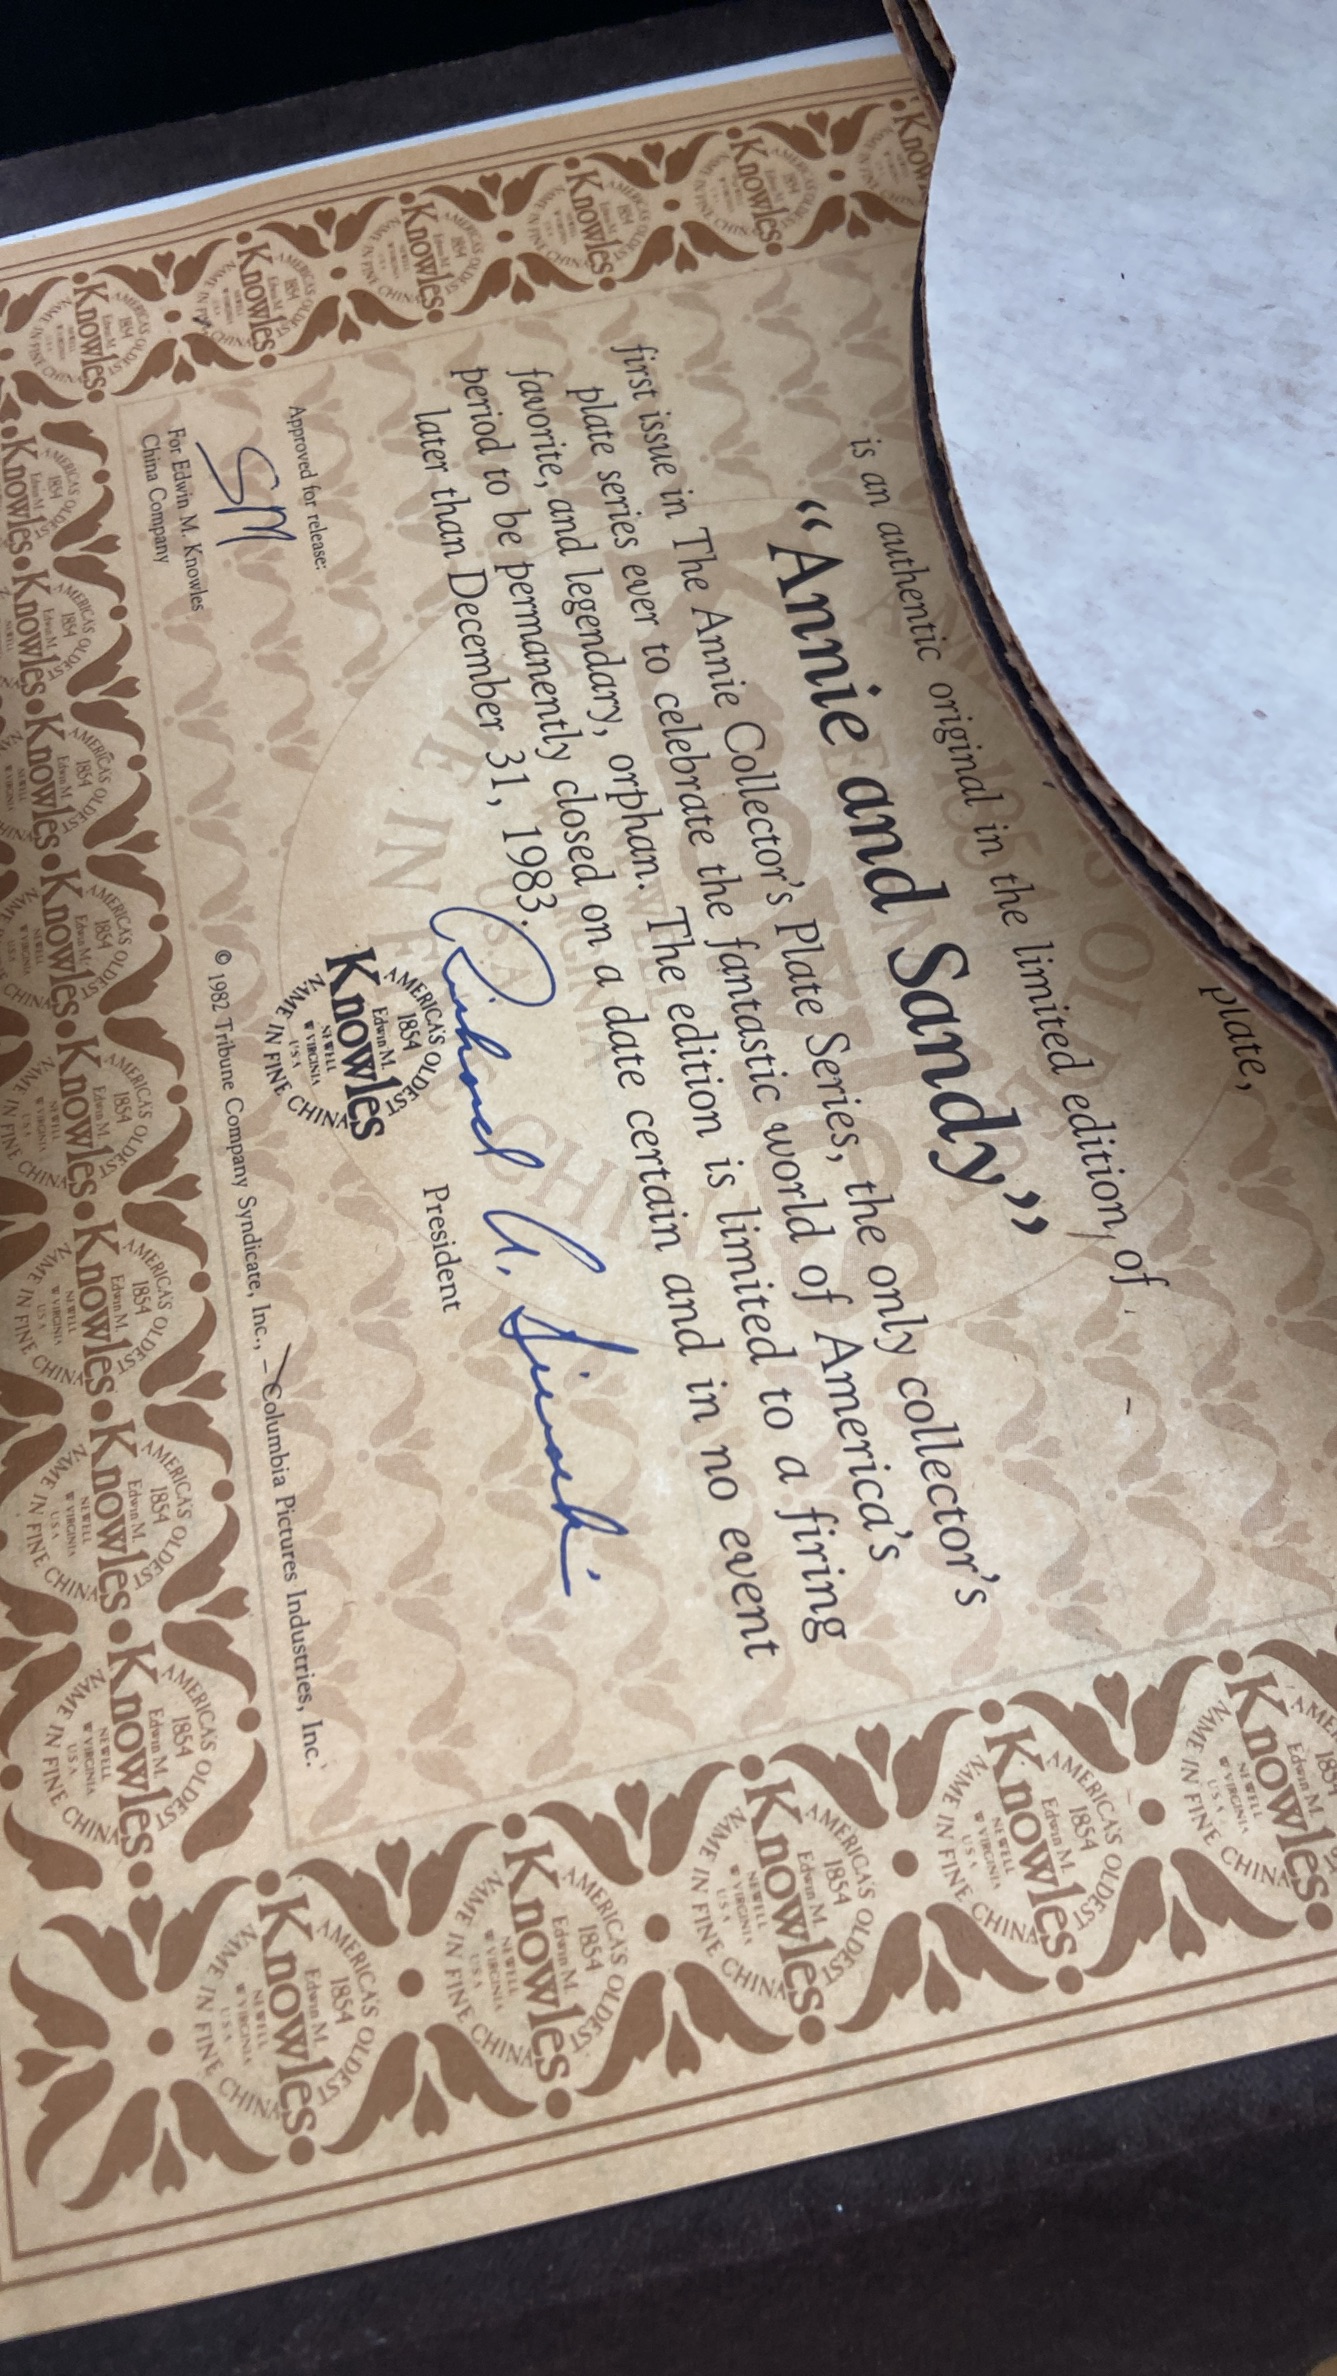 plate,
is an authentic original in the limited edition, of
“Annie and Sandy”
first issue in The Annie Collector's Plate Series, the only collector's
plate series ever to celebrate the fantastic world of America's
favorite, and legendary, orphan. The edition is limited to a firing
period to be permanently closed on a date certain and in no event
later than December 31, 1983.
Approved for release:
SM
For Edwin M. Knowles
China Company
President
AMERICA'S OLDEST
1854
Edwin M.
Knowles
NEWELL
W VIRGINIA
U S A
NAME IN FINE CHINA
© 1982 Tribune Company Syndicate, Inc., – Columbia Pictures Industries, Inc.